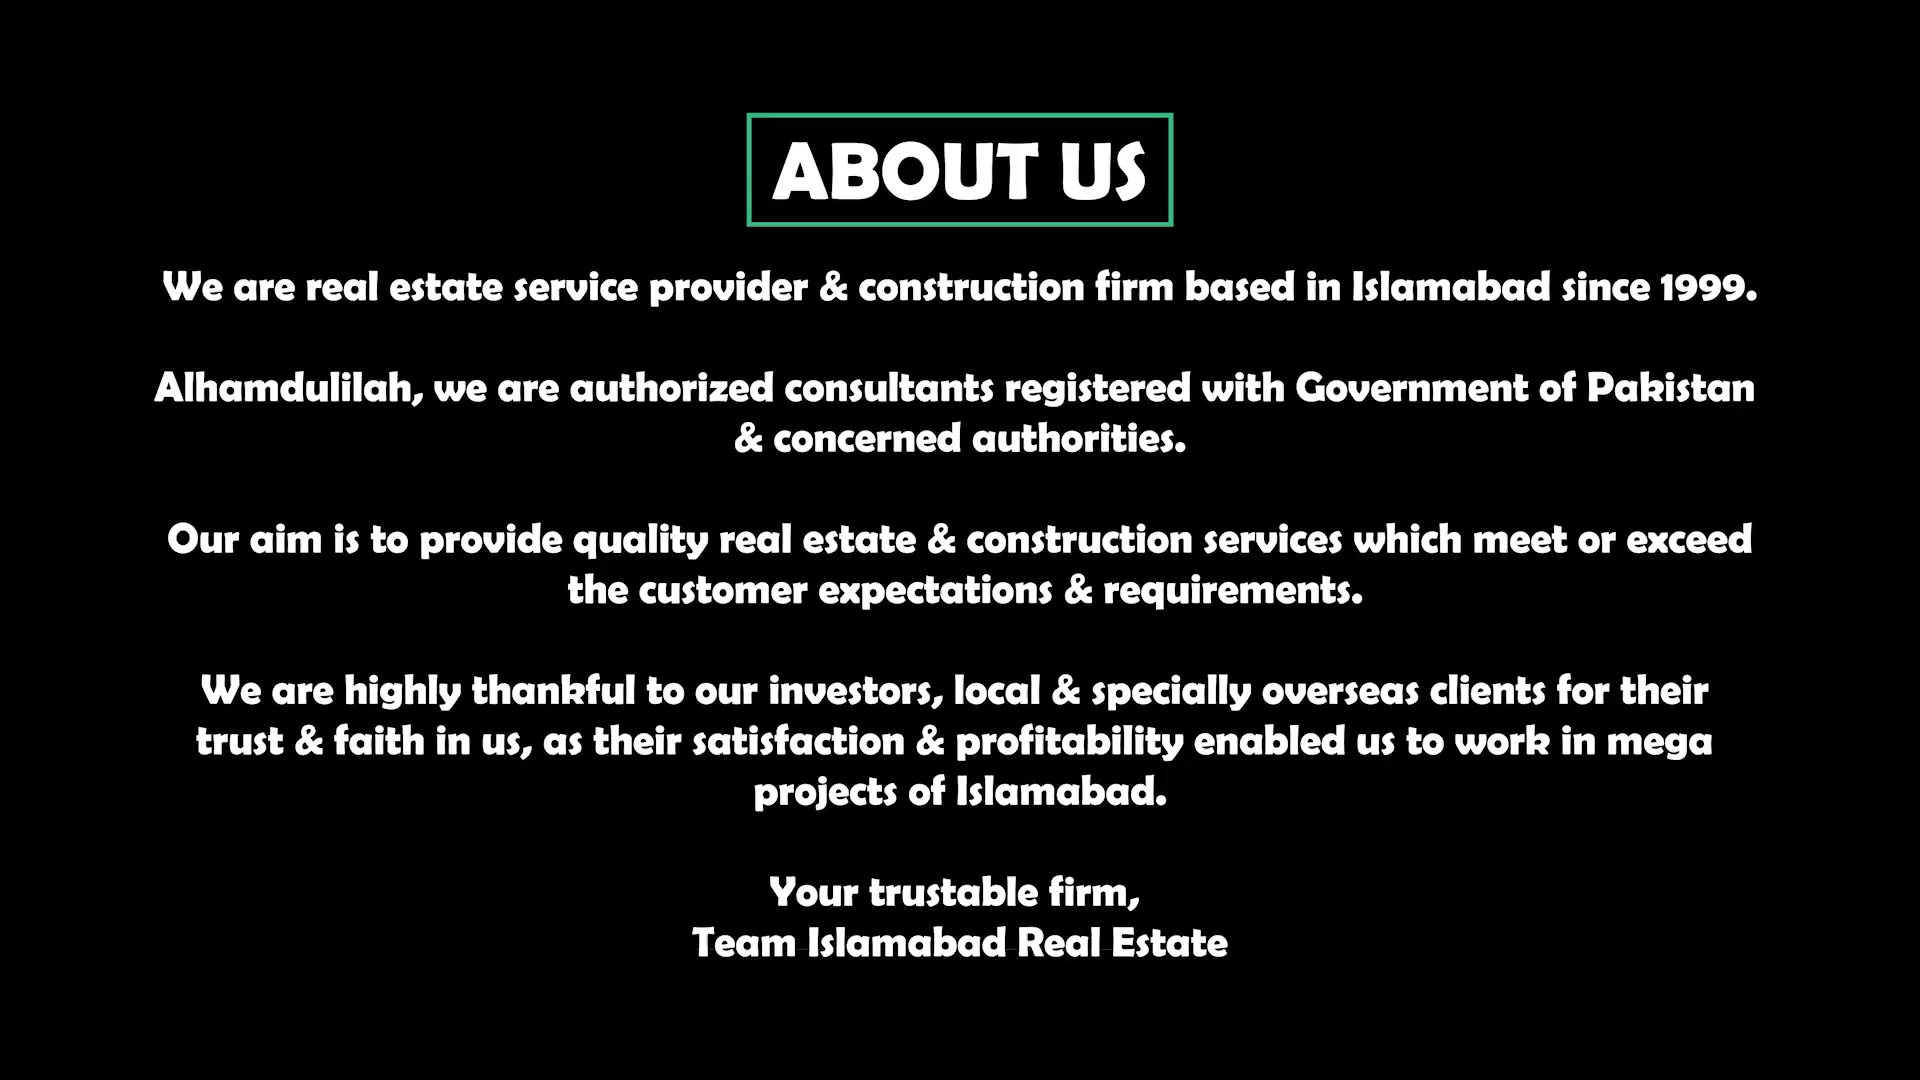 ABOUT US
We are real estate service provider & construction firm based in Islamabad since 1999.
Alhamdulilah, we are authorized consultants registered with Government of Pakistan
& concerned authorities.
Our aim is to provide quality real estate & construction services which meet or exceed
the customer expectations & requirements.
We are highly thankful to our investors, local & specially overseas clients for their
trust & faith in us, as their satisfaction & profitability enabled us to work in mega
projects of Islamabad.
Your trustable firm,
Team Islamabad Real Estate